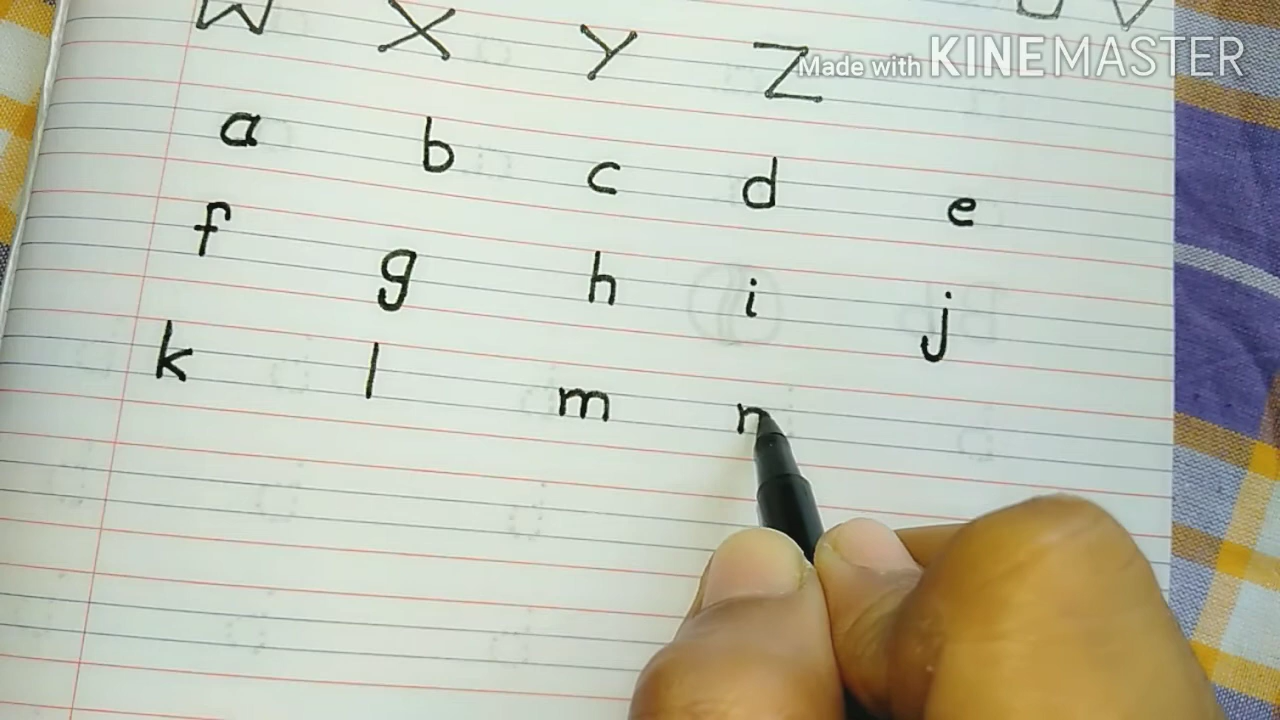 U V
W X Y Z
Made with KINEMASTER
a b c d e
f g h i j
k l m n